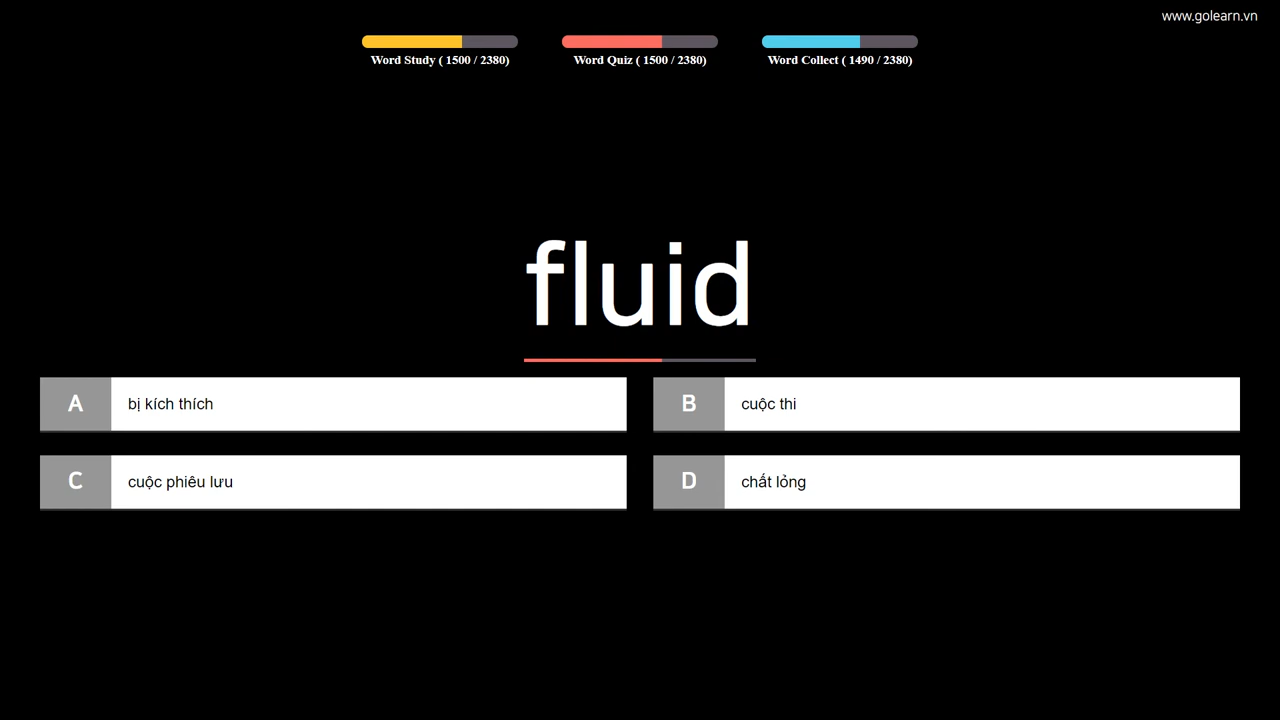 www.golearn.vn
Word Study ( 1500 / 2380)
Word Quiz ( 1500 / 2380)
Word Collect ( 1490 / 2380)
fluid
A bị kích thích
B cuộc thi
C cuộc phiêu lưu
D chất lỏng